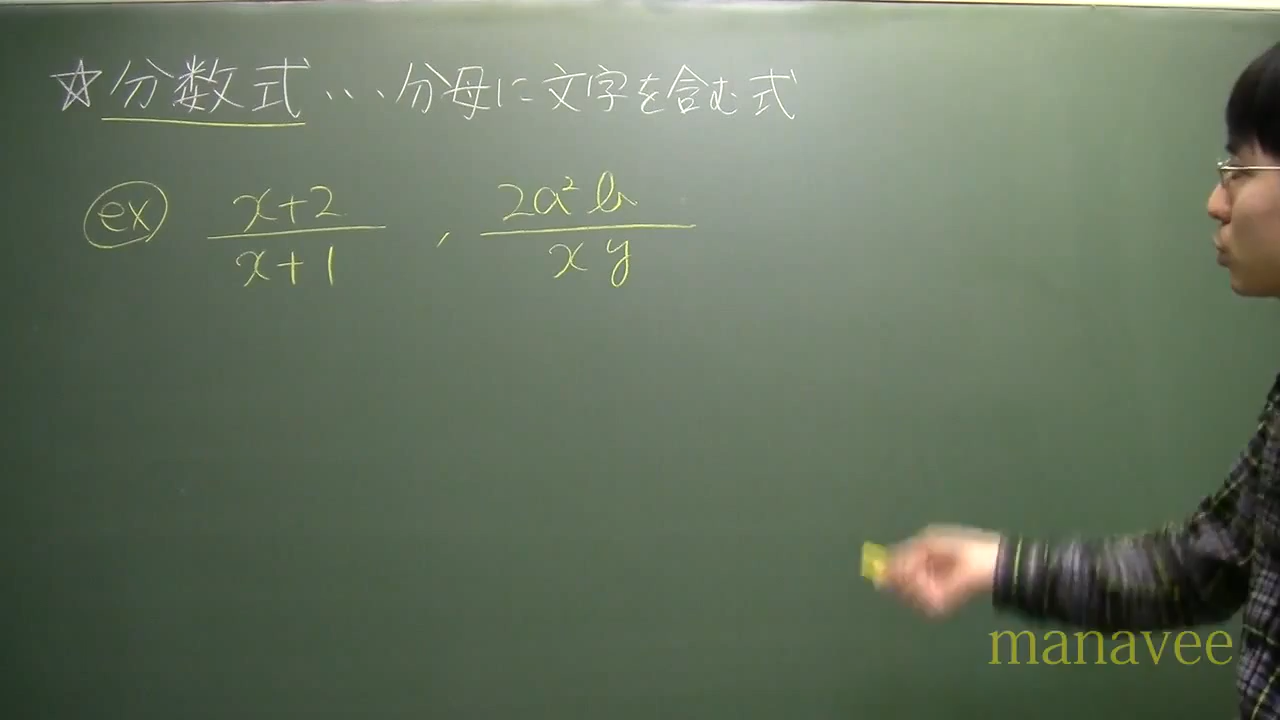 ☆分数式…分母に文字を含む式
ex x+2 , 2a²b
x+1 xy
manavee